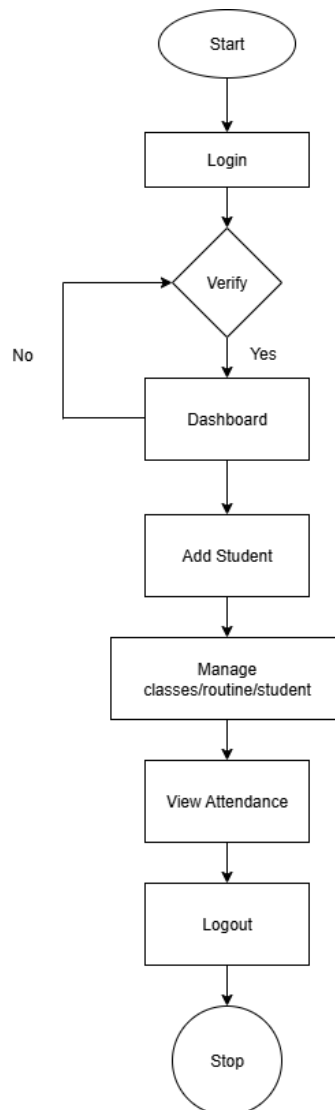 Start
Login
Verify
No
Yes
Dashboard
Add Student
Manage
classes/routine/student
View Attendance
Logout
Stop